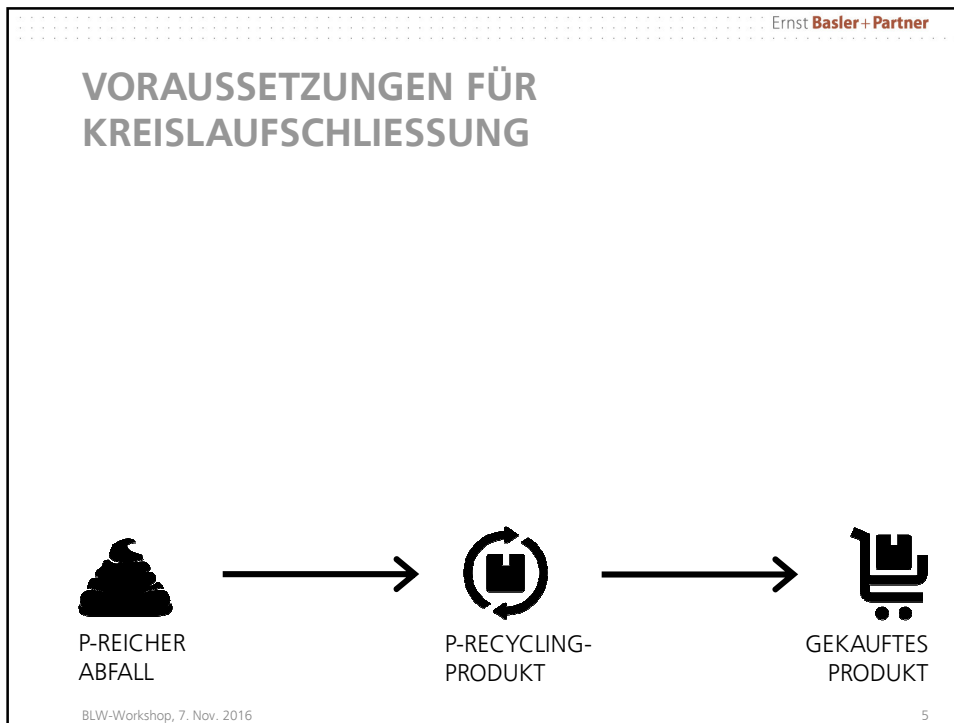 Ernst Basler+Partner
VORAUSSETZUNGEN FÜR
KREISLAUFSCHLIESSUNG
P-REICHER
ABFALL
P-RECYCLING-
PRODUKT
GEKAUFTES
PRODUKT
BLW-Workshop, 7. Nov. 2016
5